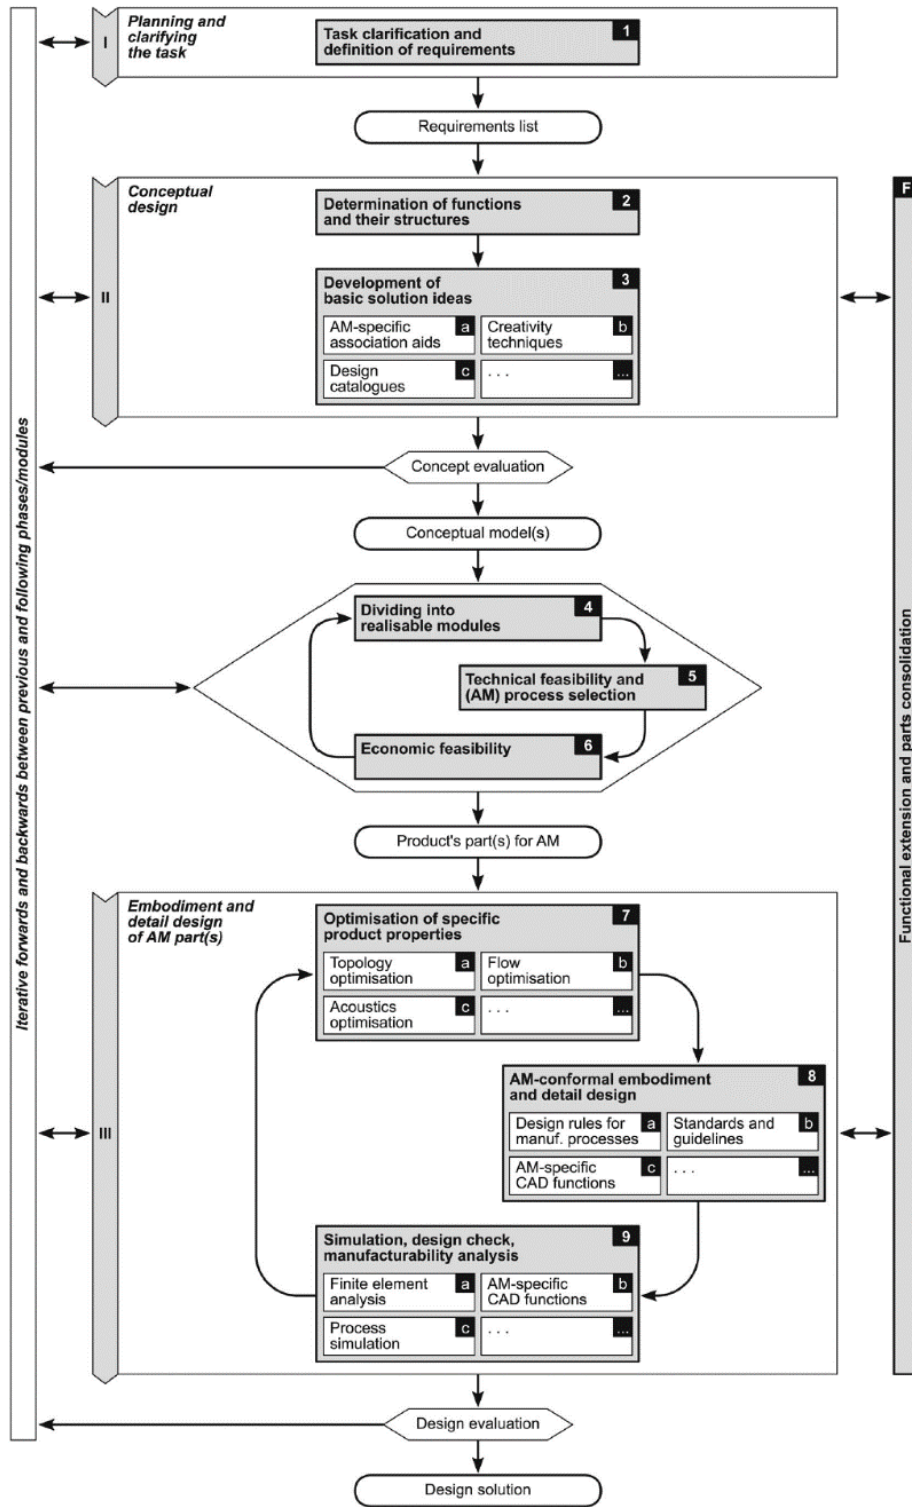 Planning and
clarifying
the task
I
Task clarification and
definition of requirements
1
Requirements list
Conceptual
design
II
Determination of functions
and their structures
2
Development of
basic solution ideas
3
AM-specific
association aids
a
Creativity
techniques
b
Design
catalogues
c
. . .
...
F
Functional extension and parts consolidation
Iterative forwards and backwards between previous and following phases/modules
Concept evaluation
Conceptual model(s)
Dividing into
realisable modules
4
Technical feasibility and
(AM) process selection
5
Economic feasibility
6
Product's part(s) for AM
Embodiment and
detail design
of AM part(s)
III
Optimisation of specific
product properties
7
Topology
optimisation
a
Flow
optimisation
b
Acoustics
optimisation
c
. . .
...
AM-conformal embodiment
and detail design
8
Design rules for
manuf. processes
a
Standards and
guidelines
b
AM-specific
CAD functions
c
. . .
...
Simulation, design check,
manufacturability analysis
9
Finite element
analysis
a
AM-specific
CAD functions
b
Process
simulation
c
. . .
...
Design evaluation
Design solution